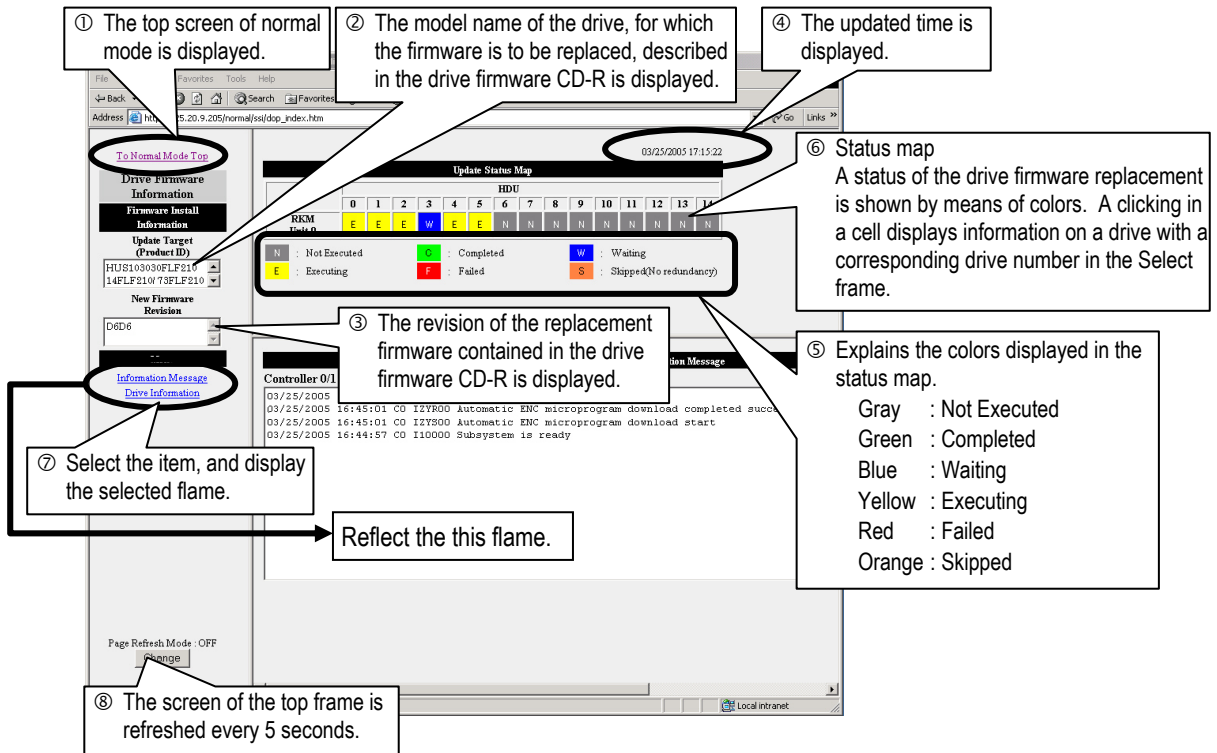 ① The top screen of normal
mode is displayed.
② The model name of the drive, for which
the firmware is to be replaced, described
in the drive firmware CD-R is displayed.
④ The updated time is
displayed.
File Favorites Tools Help
Back Search Favorites
Address 25.20.9.205/normal/ssi/dop_index.htm Go Links »
To Normal Mode Top
03/25/2005 17:15:22
Drive Firmware
Information
Firmware Install
Information
Update Target
(Product ID)
HUS103030FLF210
14FLF210/73FLF210
New Firmware
Revision
D6D6
--
Information Message
Drive Information
Update Status Map
HDU
0 1 2 3 4 5 6 7 8 9 10 11 12 13 14
RKM
Unit 0 E E E W E E N N N N N N N N N
N : Not Executed C : Completed W : Waiting
E : Executing F : Failed S : Skipped(No redundancy)
⑥ Status map
A status of the drive firmware replacement
is shown by means of colors. A clicking in
a cell displays information on a drive with a
corresponding drive number in the Select
frame.
③ The revision of the replacement
firmware contained in the drive
firmware CD-R is displayed.
⑤ Explains the colors displayed in the
status map.
Gray : Not Executed
Green : Completed
Blue : Waiting
Yellow : Executing
Red : Failed
Orange : Skipped
Message
Controller 0/1
03/25/2005
03/25/2005 16:45:01 C0 IZYR00 Automatic ENC microprogram download completed
03/25/2005 16:45:01 C0 IZYS00 Automatic ENC microprogram download start
03/25/2005 16:44:57 C0 I10000 Subsystem is ready
⑦ Select the item, and display
the selected flame.
Reflect the this flame.
Page Refresh Mode : OFF
Change
⑧ The screen of the top frame is
refreshed every 5 seconds.
Local intranet